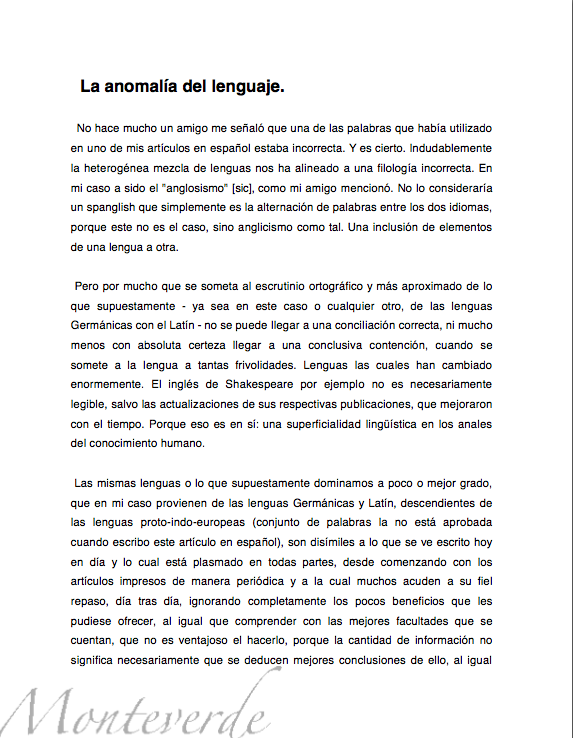 La anomalía del lenguaje.
No hace mucho un amigo me señaló que una de las palabras que había utilizado
en uno de mis artículos en español estaba incorrecta. Y es cierto. Indudablemente
la heterogénea mezcla de lenguas nos ha alineado a una filología incorrecta. En
mi caso a sido el "anglosismo" [sic], como mi amigo mencionó. No lo consideraría
un spanglish que simplemente es la alternación de palabras entre los dos idiomas,
porque este no es el caso, sino anglicismo como tal. Una inclusión de elementos
de una lengua a otra.
Pero por mucho que se someta al escrutinio ortográfico y más aproximado de lo
que supuestamente - ya sea en este caso o cualquier otro, de las lenguas
Germánicas con el Latín - no se puede llegar a una conciliación correcta, ni mucho
menos con absoluta certeza llegar a una conclusiva contención, cuando se
somete a la lengua a tantas frivolidades. Lenguas las cuales han cambiado
enormemente. El inglés de Shakespeare por ejemplo no es necesariamente
legible, salvo las actualizaciones de sus respectivas publicaciones, que mejoraron
con el tiempo. Porque eso es en sí: una superficialidad lingüística en los anales
del conocimiento humano.
Las mismas lenguas o lo que supuestamente dominamos a poco o mejor grado,
que en mi caso provienen de las lenguas Germánicas y Latín, descendientes de
las lenguas proto-indo-europeas (conjunto de palabras la no está aprobada
cuando escribo este artículo en español), son disímiles a lo que se ve escrito hoy
en día y lo cual está plasmado en todas partes, desde comenzando con los
artículos impresos de manera periódica y a la cual muchos acuden a su fiel
repaso, día tras día, ignorando completamente los pocos beneficios que les
pudiese ofrecer, al igual que comprender con las mejores facultades que se
cuentan, que no es ventajoso el hacerlo, porque la cantidad de información no
significa necesariamente que se deducen mejores conclusiones de ello, al igual
Monteverde